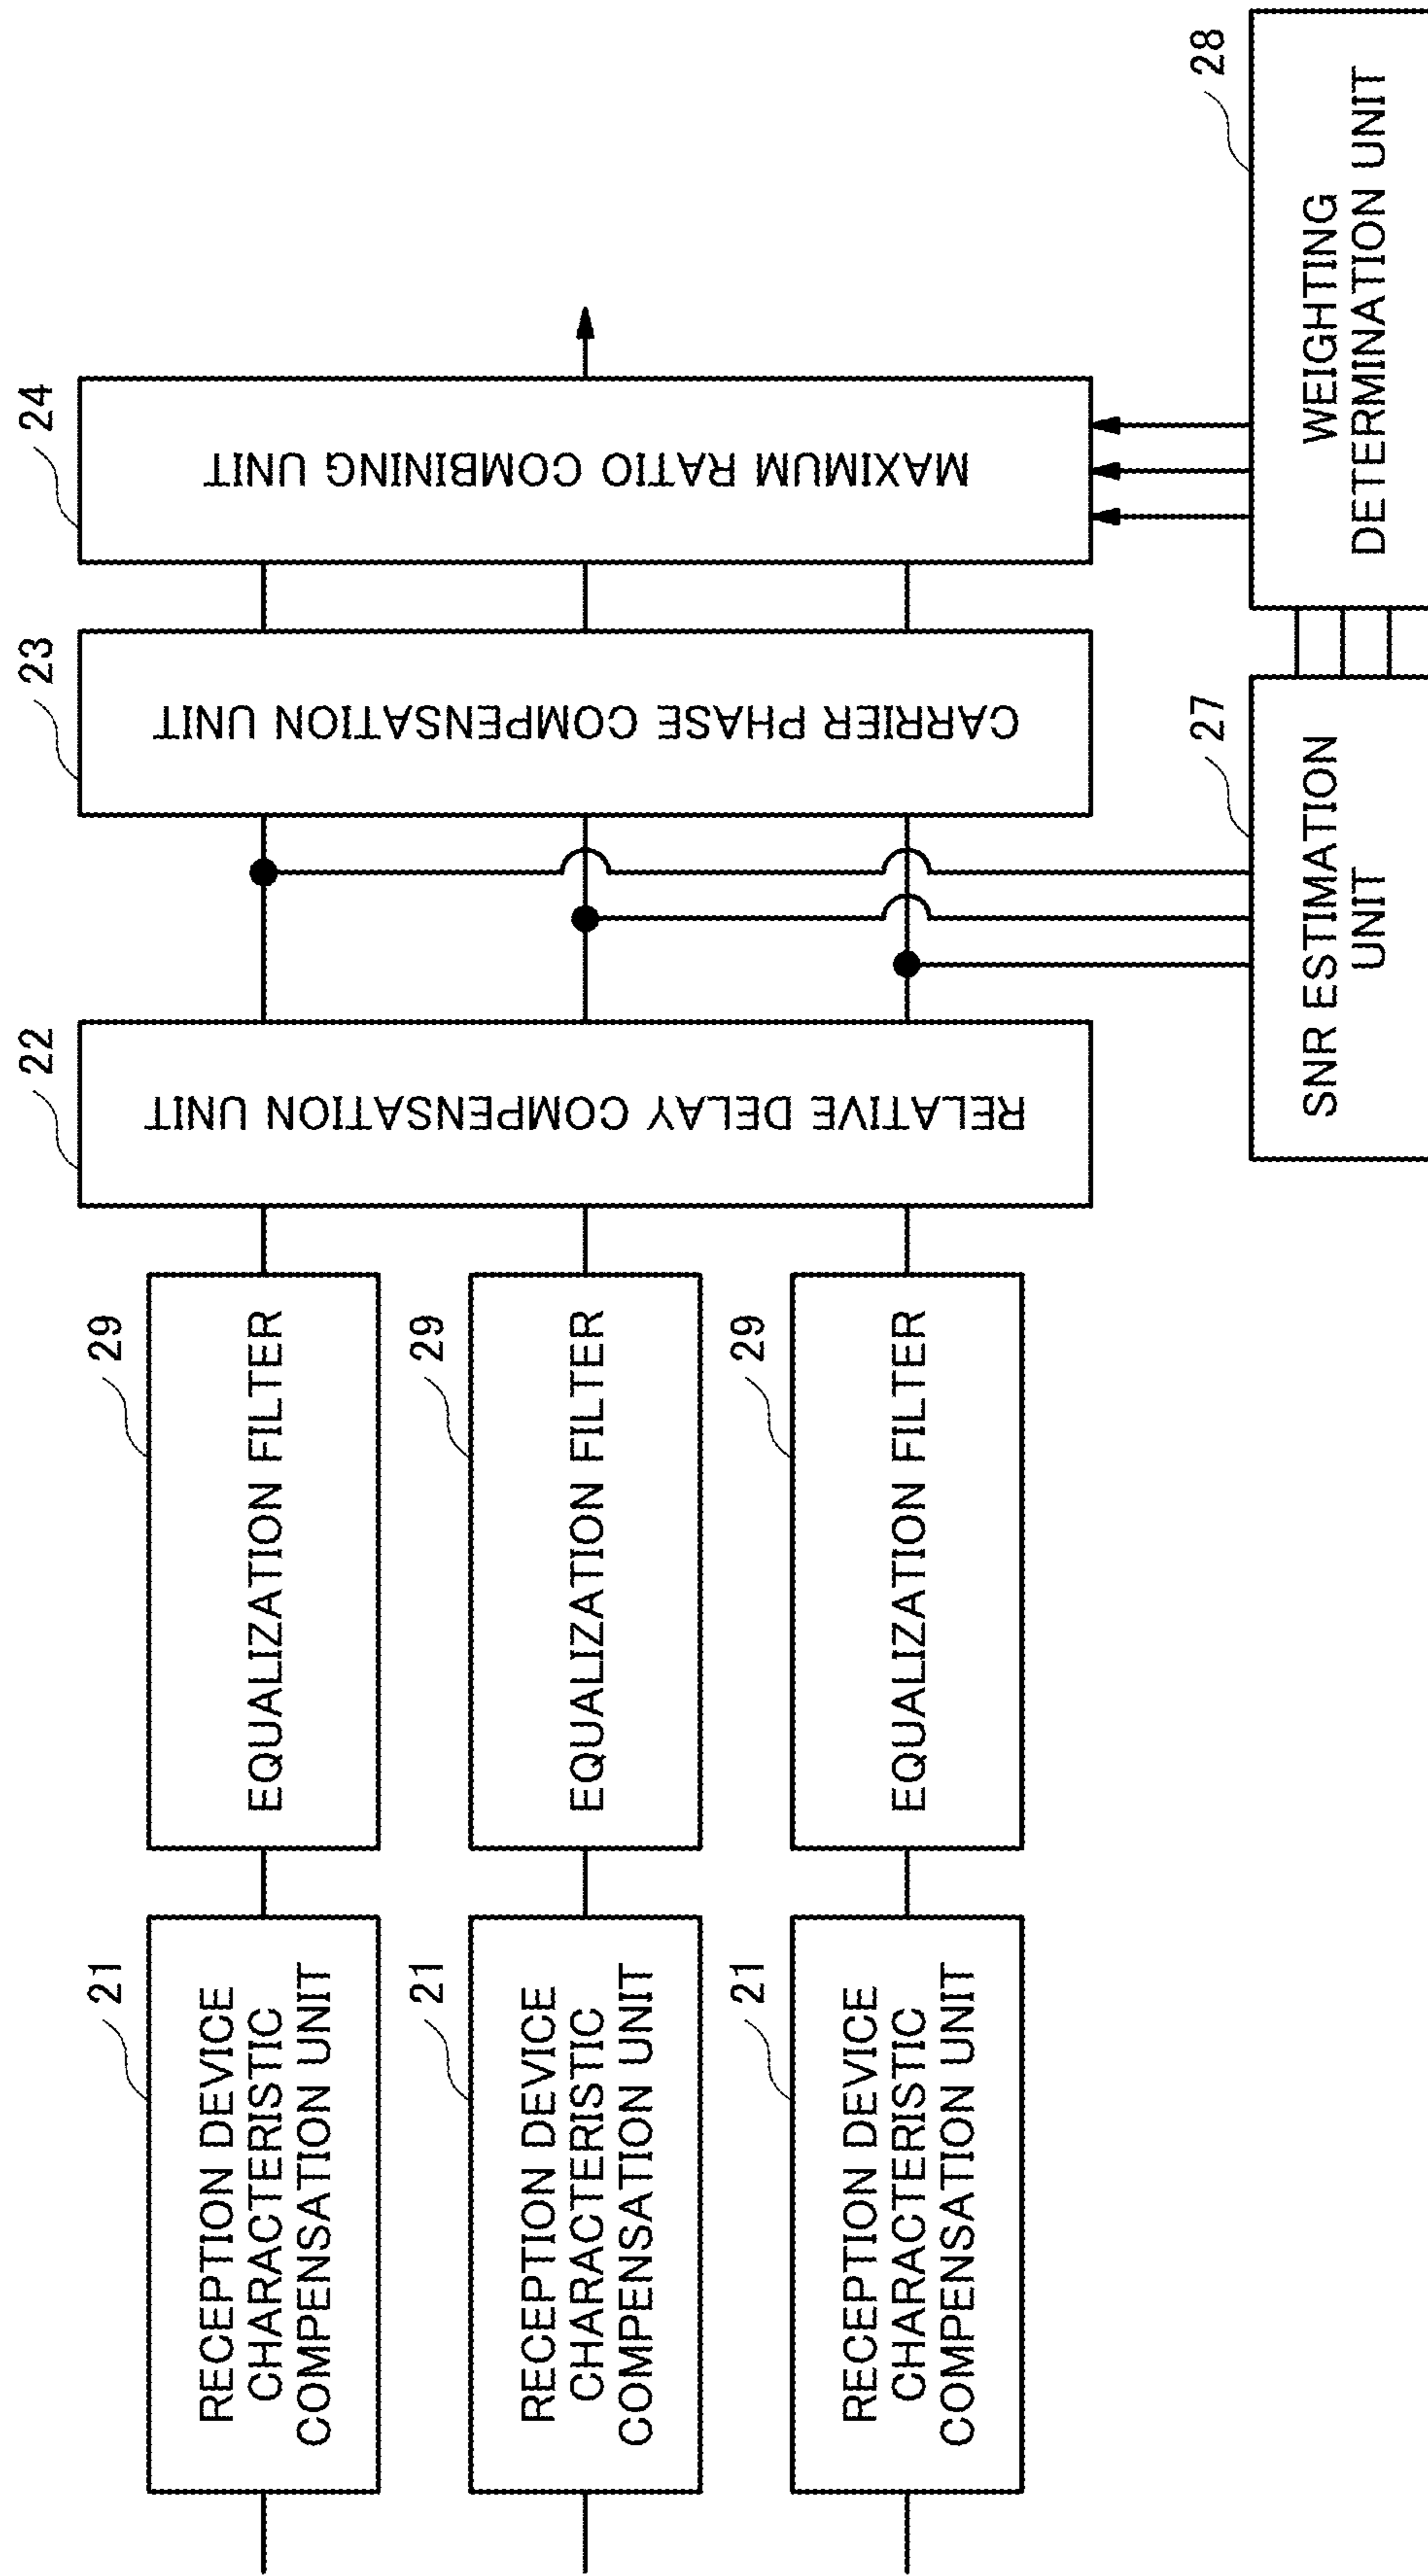 21
RECEPTION DEVICE
CHARACTERISTIC
COMPENSATION UNIT
29
EQUALIZATION FILTER
21
RECEPTION DEVICE
CHARACTERISTIC
COMPENSATION UNIT
29
EQUALIZATION FILTER
21
RECEPTION DEVICE
CHARACTERISTIC
COMPENSATION UNIT
29
EQUALIZATION FILTER
22
RELATIVE DELAY COMPENSATION UNIT
23
CARRIER PHASE COMPENSATION UNIT
24
MAXIMUM RATIO COMBINING UNIT
27
SNR ESTIMATION
UNIT
28
WEIGHTING
DETERMINATION UNIT